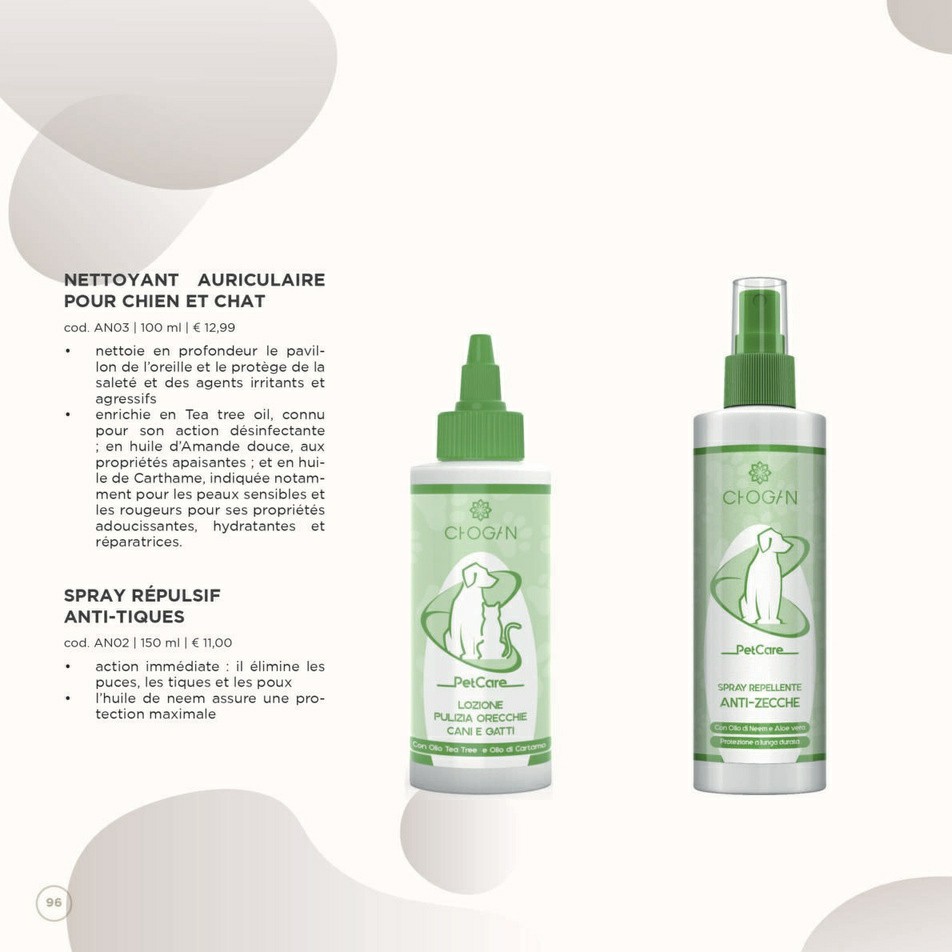 NETTOYANT AURICULAIRE
POUR CHIEN ET CHAT
cod. AN03 | 100 ml | € 12,99
• nettoie en profondeur le pavil-
lon de l'oreille et le protège de la
saleté et des agents irritants et
agressifs
• enrichie en Tea tree oil, connu
pour son action désinfectante
; en huile d'Amande douce, aux
propriétés apaisantes ; et en hui-
le de Carthame, indiquée notam-
ment pour les peaux sensibles et
les rougeurs pour ses propriétés
adoucissantes, hydratantes et
réparatrices.
SPRAY RÉPULSIF
ANTI-TIQUES
cod. AN02 | 150 ml | € 11,00
• action immédiate : il élimine les
puces, les tiques et les poux
• l'huile de neem assure une pro-
tection maximale
CHOGAN
PetCare
LOZIONE
PULIZIA ORECCHIE
CANI E GATTI
Con Olio Tea Tree e Olio di Cartamo
CHOGAN
PetCare
SPRAY REPELLENTE
ANTI-ZECCHE
Con Olio di Neem e Aloe vera
Protezione a lunga durata
96